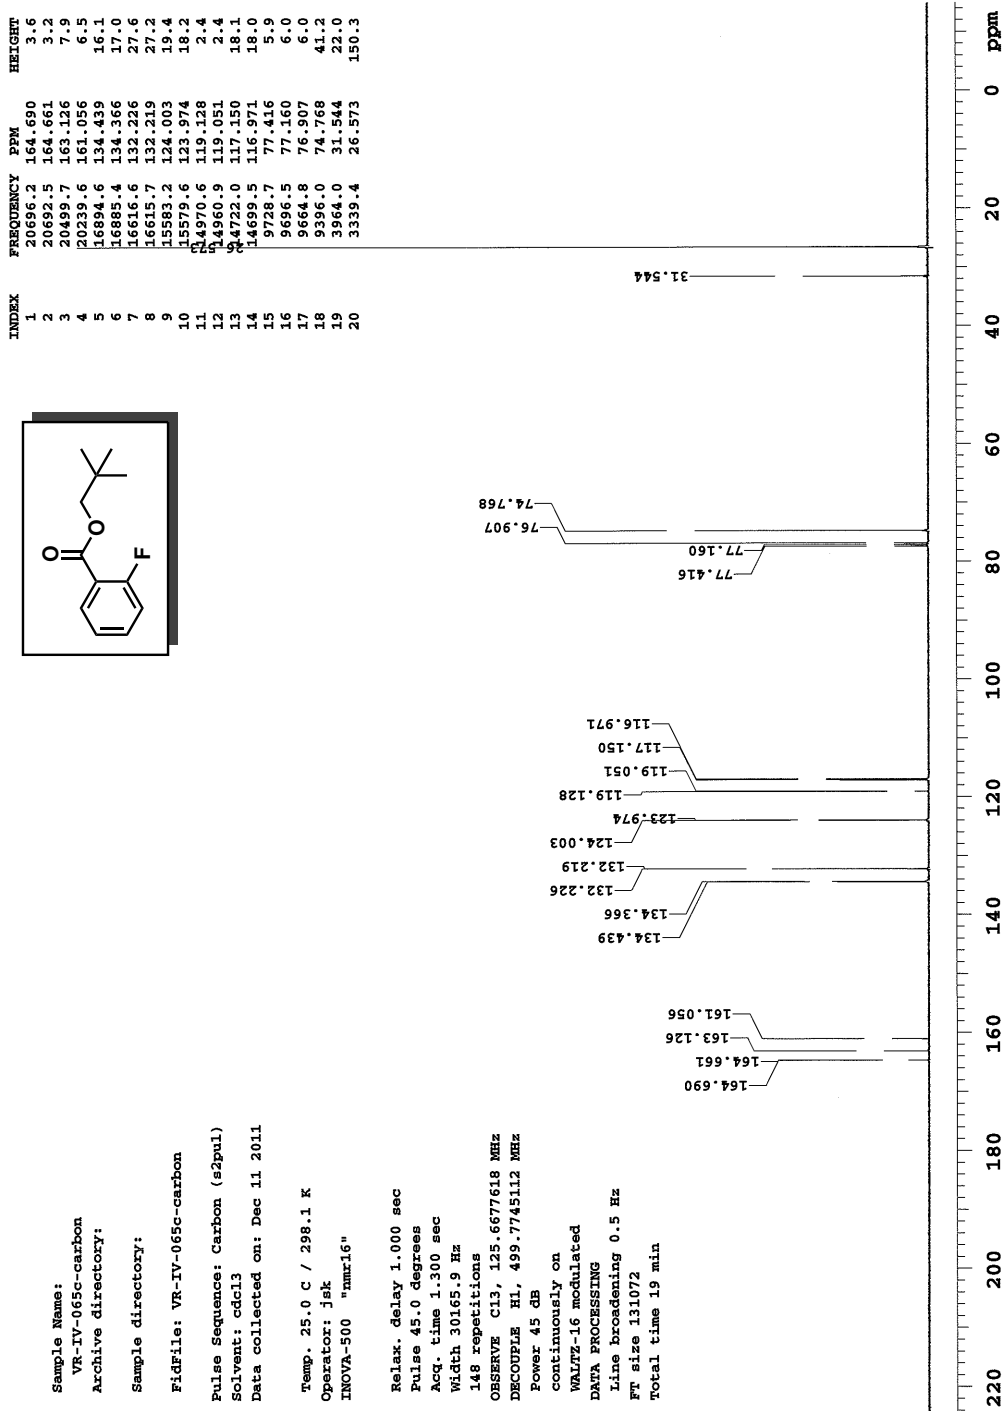 Sample Name:
VR-IV-065c-carbon
Archive directory:
Sample directory:
FidFile: VR-IV-065c-carbon
Pulse Sequence: Carbon (s2pul)
Solvent: cdcl3
Data collected on: Dec 11 2011
Temp. 25.0 C / 298.1 K
Operator: jsk
INOVA-500 "nmr16"
Relax. delay 1.000 sec
Pulse 45.0 degrees
Acq. time 1.300 sec
Width 30165.9 Hz
148 repetitions
OBSERVE C13, 125.6677618 MHz
DECOUPLE H1, 499.7745112 MHz
Power 45 dB
continuously on
WALTZ-16 modulated
DATA PROCESSING
Line broadening 0.5 Hz
FT size 131072
Total time 19 min
O
O
F
INDEX FREQUENCY PPM HEIGHT
1 20696.2 164.690 3.6
2 20692.5 164.661 3.2
3 20499.7 163.126 7.9
4 20239.6 161.056 6.5
5 16894.6 134.439 16.1
6 16885.4 134.366 17.0
7 16616.6 132.226 27.6
8 16615.7 132.219 27.2
9 15583.2 124.003 19.4
10 15579.6 123.974 18.2
11 14970.6 119.128 2.4
12 14960.9 119.051 2.4
13 14722.0 117.150 18.1
14 14699.5 116.971 18.0
15 9728.7 77.416 5.9
16 9696.5 77.160 6.0
17 9664.8 76.907 6.0
18 9396.0 74.768 41.2
19 3964.0 31.544 22.0
20 3339.4 26.573 150.3
164.690
164.661
163.126
161.056
134.439
134.366
132.226
132.219
124.003
123.974
119.128
119.051
117.150
116.971
77.416
77.160
76.907
74.768
31.544
26.573
220 200 180 160 140 120 100 80 60 40 20 0 ppm